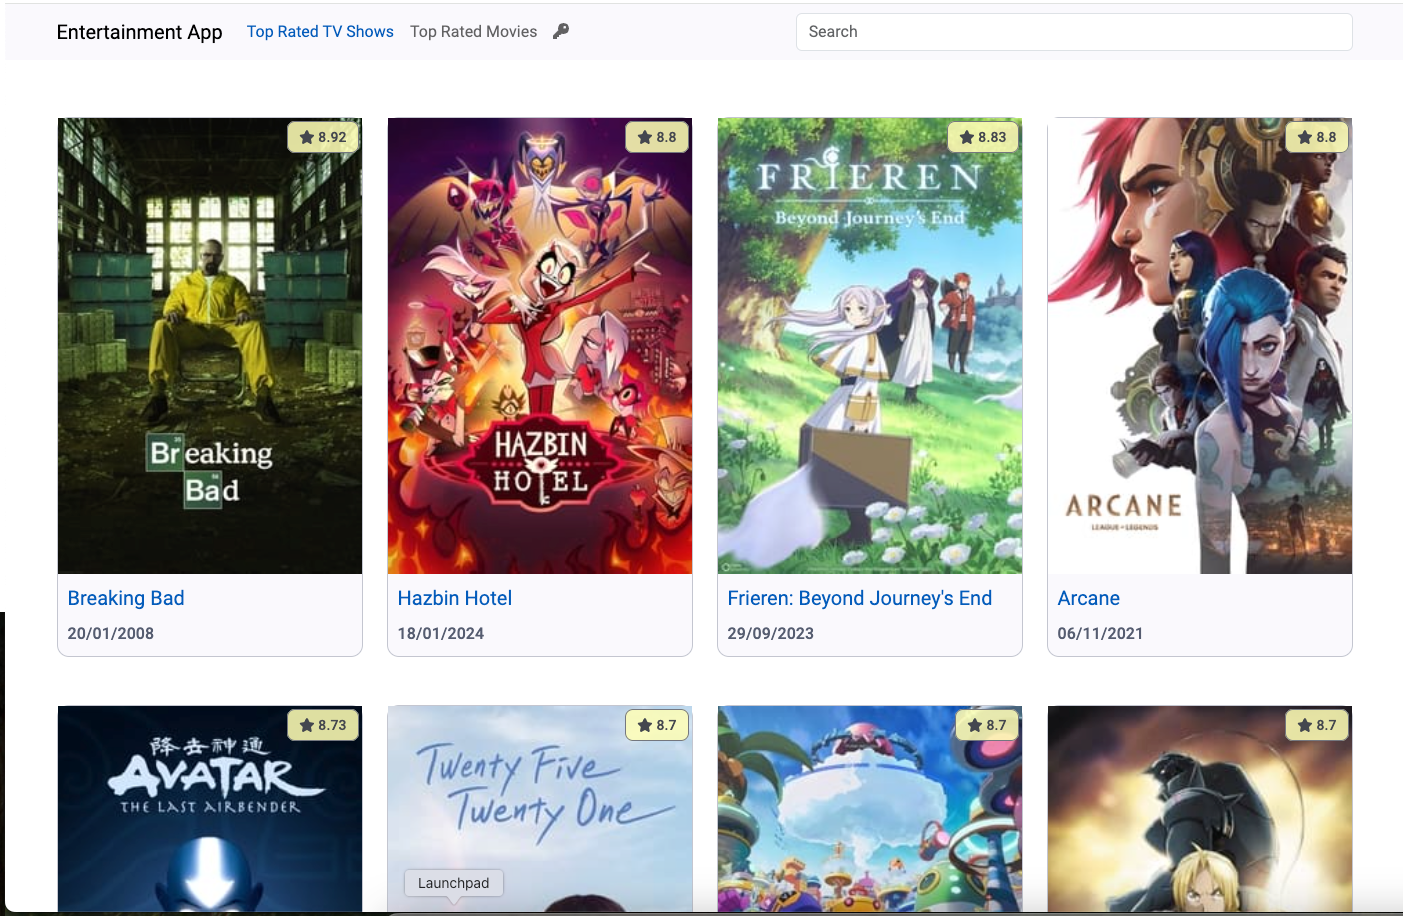 Entertainment App
Top Rated TV Shows
Top Rated Movies
Search
8.92
8.8
8.83
8.8
FRIEREN
Beyond Journey's End
Breaking
Bad
HAZBIN
HOTEL
ARCANE
LEAGUE OF LEGENDS
Breaking Bad
Hazbin Hotel
Frieren: Beyond Journey's End
Arcane
20/01/2008
18/01/2024
29/09/2023
06/11/2021
8.73
8.7
8.7
8.7
降去神通
AVATAR
THE LAST AIRBENDER
Twenty Five
Twenty One
Launchpad